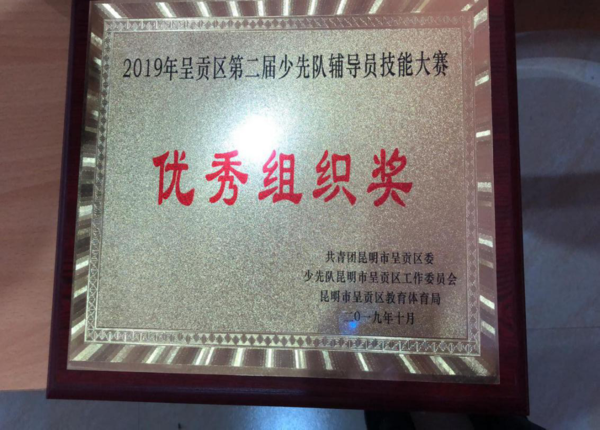 2019年呈贡区第二届少先队辅导员技能大赛
优秀组织奖
共青团昆明市呈贡区委
少先队昆明市呈贡区工作委员会
昆明市呈贡区教育体育局
二〇一九年十月